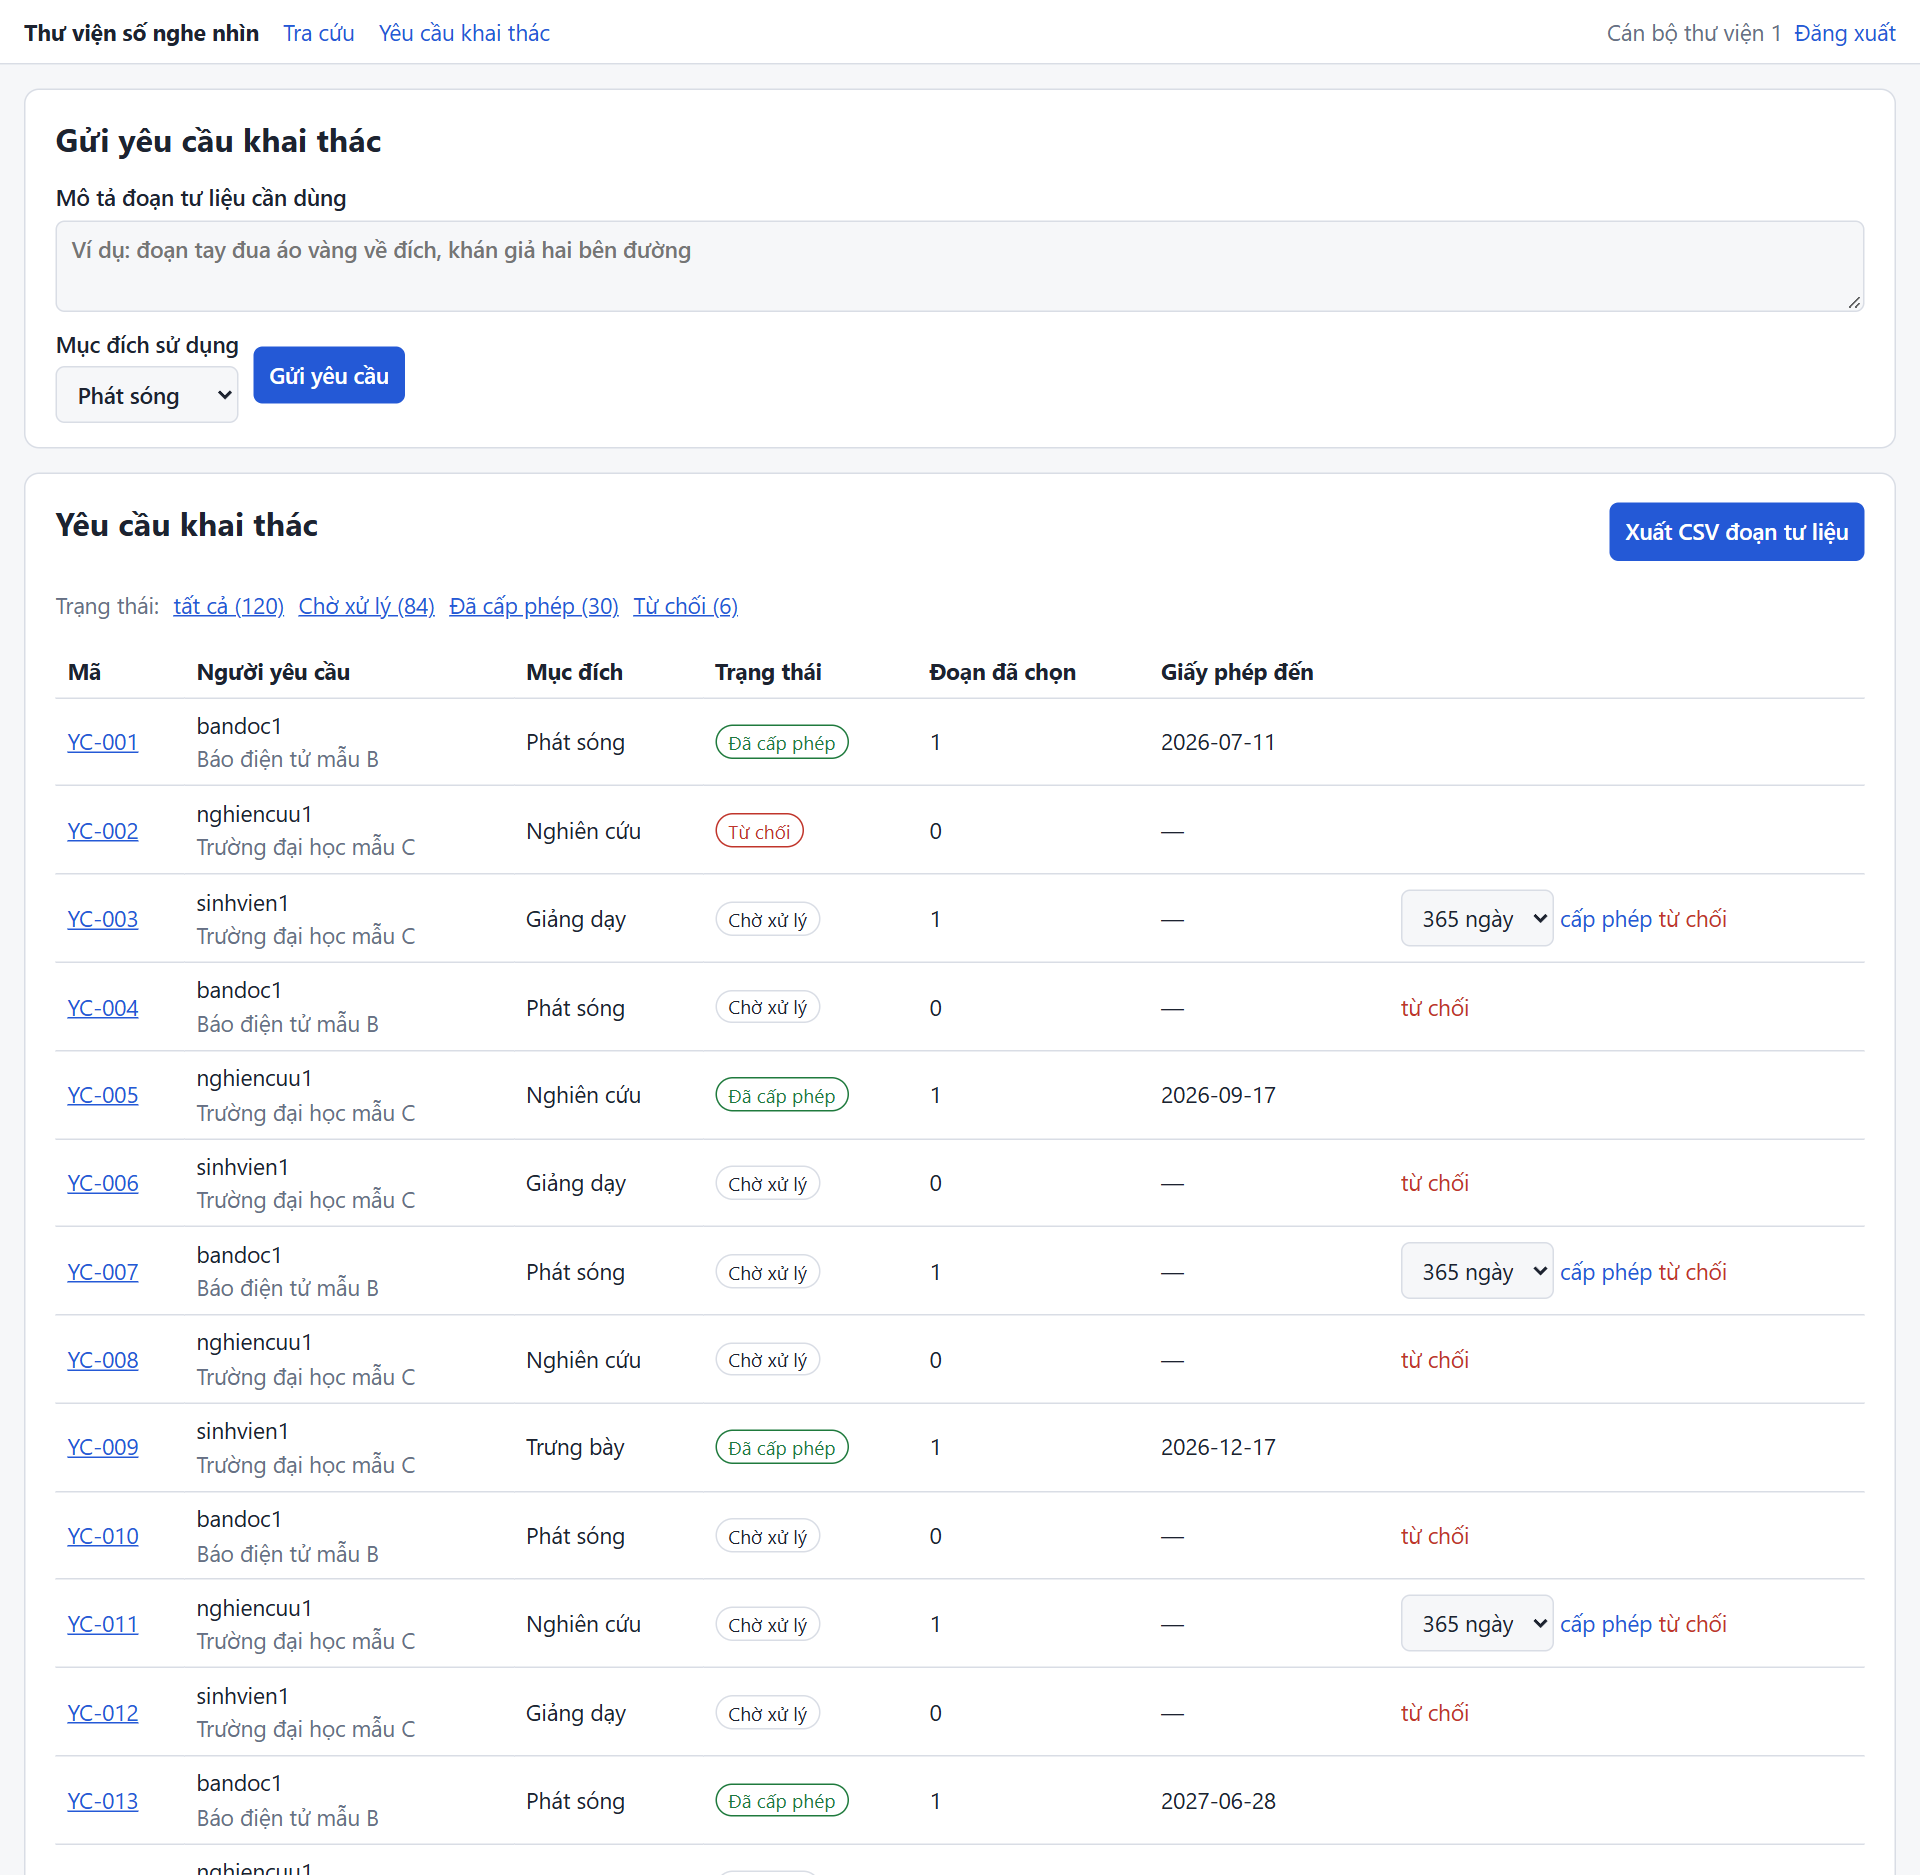 Thư viện số nghe nhìn Tra cứu Yêu cầu khai thác Cán bộ thư viện 1 Đăng xuất
Gửi yêu cầu khai thác
Mô tả đoạn tư liệu cần dùng
Ví dụ: đoạn tay đua áo vàng về đích, khán giả hai bên đường
Mục đích sử dụng
Phát sóng Gửi yêu cầu
Yêu cầu khai thác Xuất CSV đoạn tư liệu
Trạng thái: tất cả (120) Chờ xử lý (84) Đã cấp phép (30) Từ chối (6)
Mã Người yêu cầu Mục đích Trạng thái Đoạn đã chọn Giấy phép đến
YC-001 bandoc1 Phát sóng Đã cấp phép 1 2026-07-11
Báo điện tử mẫu B
YC-002 nghiencuu1 Nghiên cứu Từ chối 0 —
Trường đại học mẫu C
YC-003 sinhvien1 Giảng dạy Chờ xử lý 1 — 365 ngày cấp phép từ chối
Trường đại học mẫu C
YC-004 bandoc1 Phát sóng Chờ xử lý 0 — từ chối
Báo điện tử mẫu B
YC-005 nghiencuu1 Nghiên cứu Đã cấp phép 1 2026-09-17
Trường đại học mẫu C
YC-006 sinhvien1 Giảng dạy Chờ xử lý 0 — từ chối
Trường đại học mẫu C
YC-007 bandoc1 Phát sóng Chờ xử lý 1 — 365 ngày cấp phép từ chối
Báo điện tử mẫu B
YC-008 nghiencuu1 Nghiên cứu Chờ xử lý 0 — từ chối
Trường đại học mẫu C
YC-009 sinhvien1 Trưng bày Đã cấp phép 1 2026-12-17
Trường đại học mẫu C
YC-010 bandoc1 Phát sóng Chờ xử lý 0 — từ chối
Báo điện tử mẫu B
YC-011 nghiencuu1 Nghiên cứu Chờ xử lý 1 — 365 ngày cấp phép từ chối
Trường đại học mẫu C
YC-012 sinhvien1 Giảng dạy Chờ xử lý 0 — từ chối
Trường đại học mẫu C
YC-013 bandoc1 Phát sóng Đã cấp phép 1 2027-06-28
Báo điện tử mẫu B
nghiencuu1